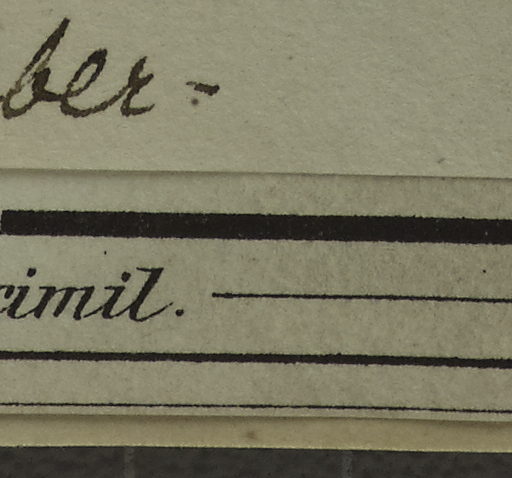 ber-
cimil.